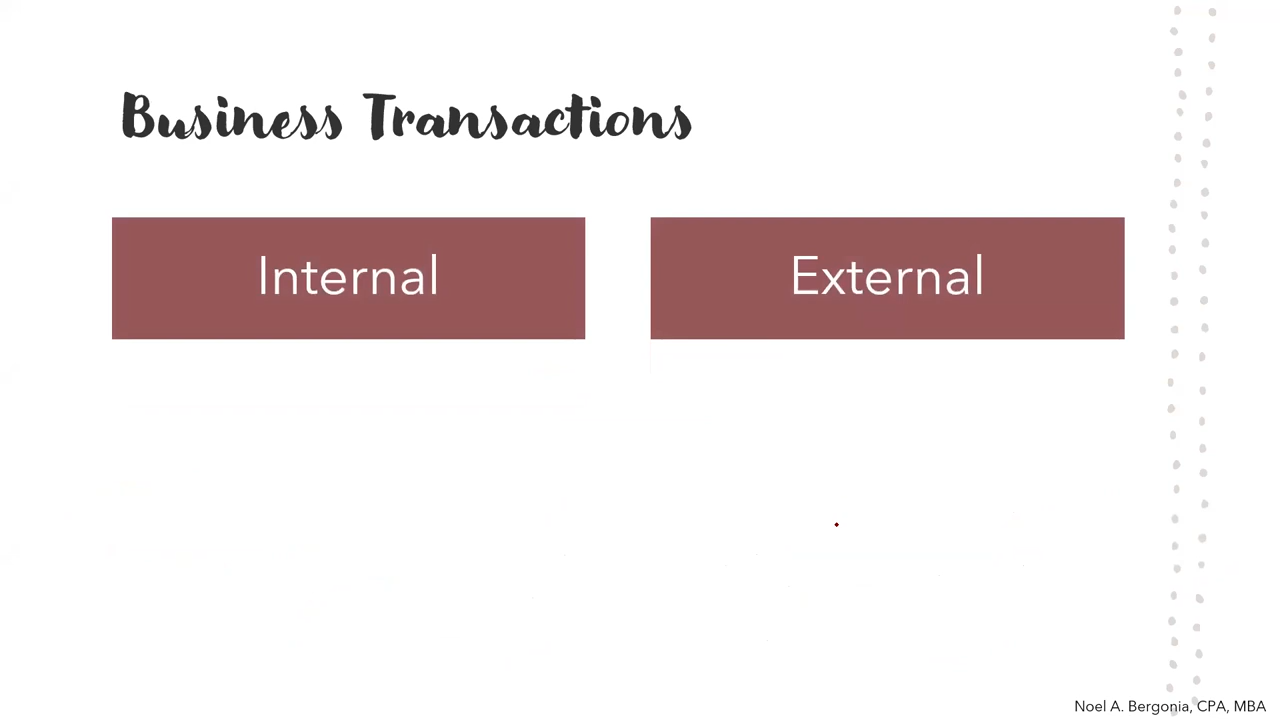 Business Transactions
Internal
External
Noel A. Bergonia, CPA, MBA